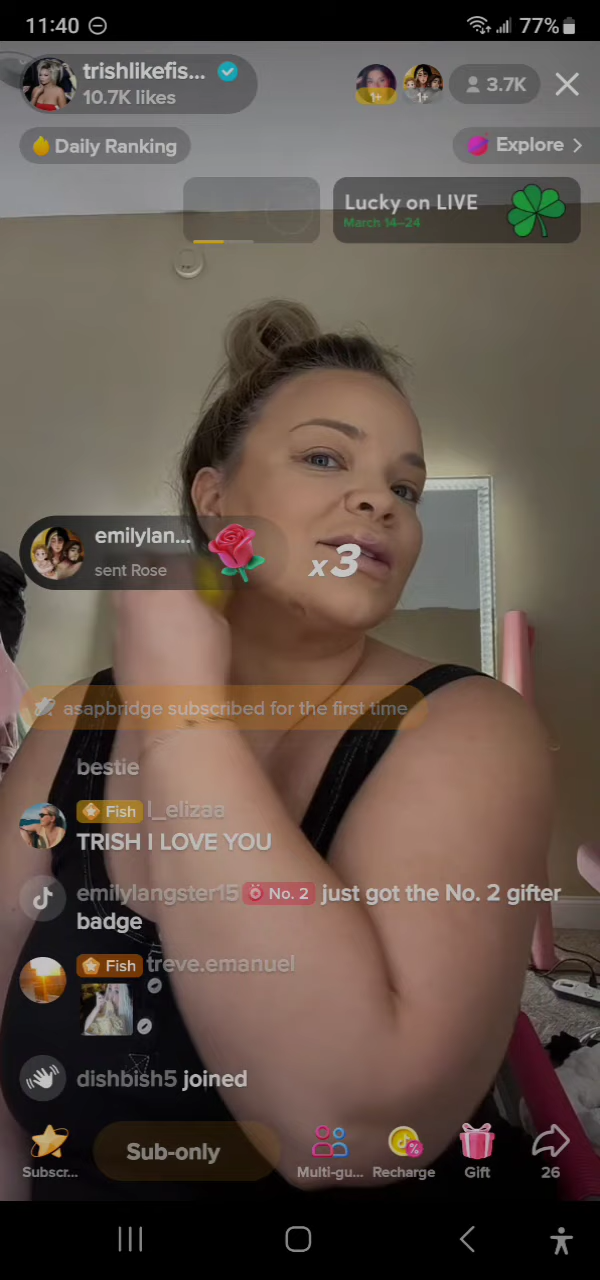 11:40
77%
trishlikefis...
10.7K likes
1+
1+
3.7K
Daily Ranking
Explore >
Lucky on LIVE
March 14-24
emilylan...
sent Rose
x3
asapbridge subscribed for the first time
bestie
Fish l_elizaa
TRISH I LOVE YOU
emilylangster15 No. 2 just got the No. 2 gifter
badge
Fish treve.emanuel
dishbish5 joined
Subscr...
Sub-only
Multi-gu...
Recharge
Gift
26